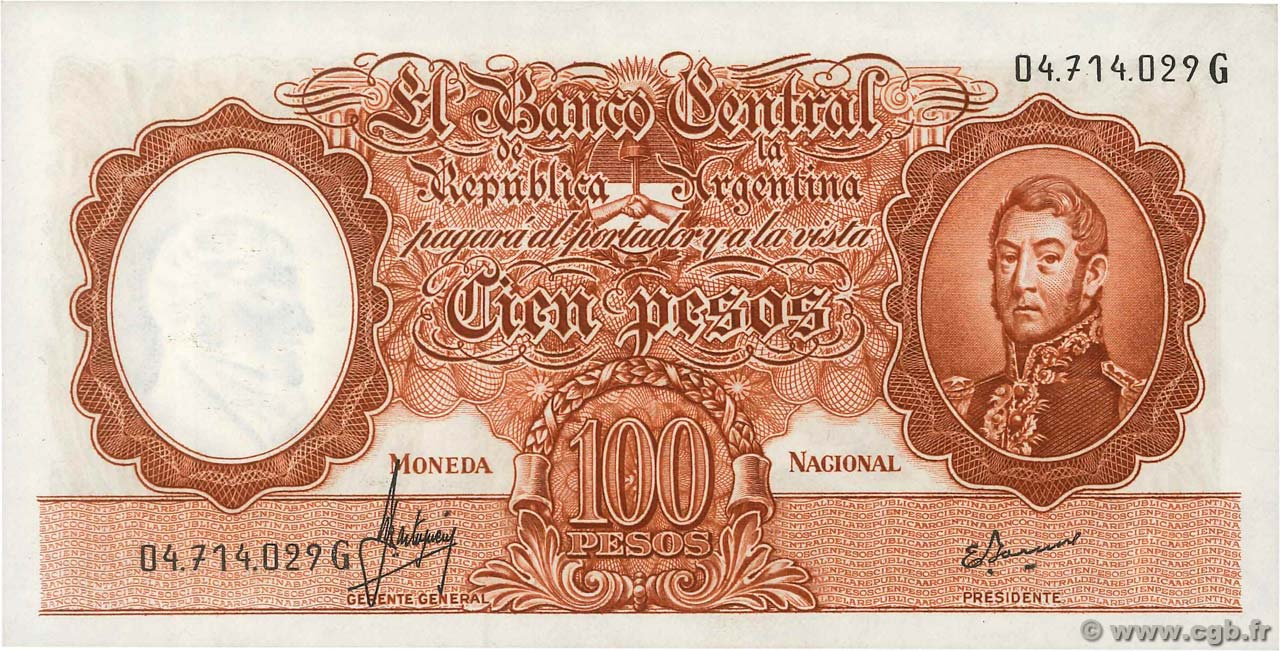 04.714.029 G
El Banco Central
de la
República Argentina
pagará al portador y a la vista
Cien pesos
MONEDA NACIONAL
100
PESOS
04.714.029 G
GERENTE GENERAL
PRESIDENTE
© www.cgb.fr